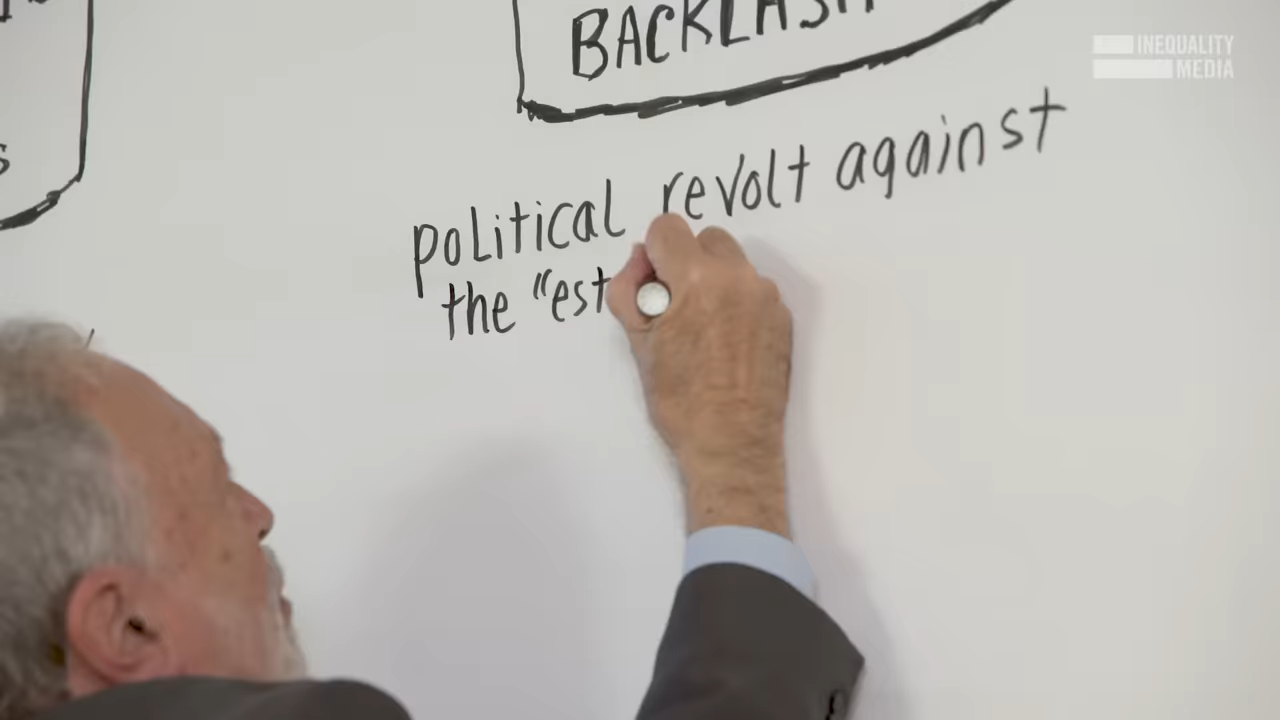 BACKLASH
INEQUALITY
MEDIA
political revolt against
the "est